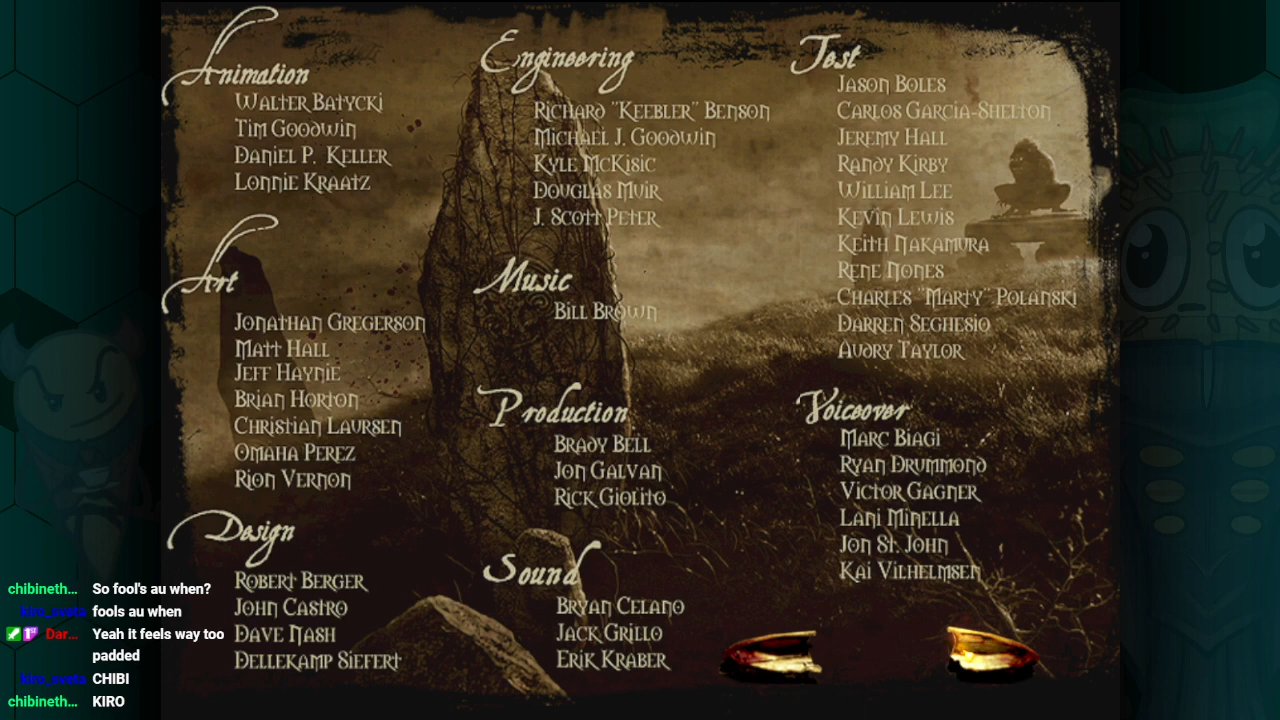 Animation
Walter Batycki
Tim Goodwin
Daniel P. Keller
Lonnie Kraatz
Art
Jonathan Gregerson
Matt Hall
Jeff Haynie
Brian Horton
Christian Laursen
Omaha Perez
Rion Vernon
Design
Robert Berger
John Castro
Dave Nash
Dellekamp Siefert
Engineering
Richard "Keebler" Benson
Michael J. Goodwin
Kyle McKisic
Douglas Muir
J. Scott Peter
Music
Bill Brown
Production
Brady Bell
Jon Galvan
Rick Giolito
Sound
Bryan Celano
Jack Grillo
Erik Kraber
Test
Jason Boles
Carlos Garcia-Shelton
Jeremy Hall
Randy Kirby
William Lee
Kevin Lewis
Keith Nakamura
Rene Nones
Charles "Marty" Polanski
Darren Seghesio
Audry Taylor
Voiceover
Marc Biagi
Ryan Drummond
Victor Gagner
Lani Minella
Jon St. John
Kai Vilhelmsen
chibineth... So fool's au when?
kiro_sveta fools au when
Dar... Yeah it feels way too
padded
kiro_sveta CHIBI
chibineth... KIRO